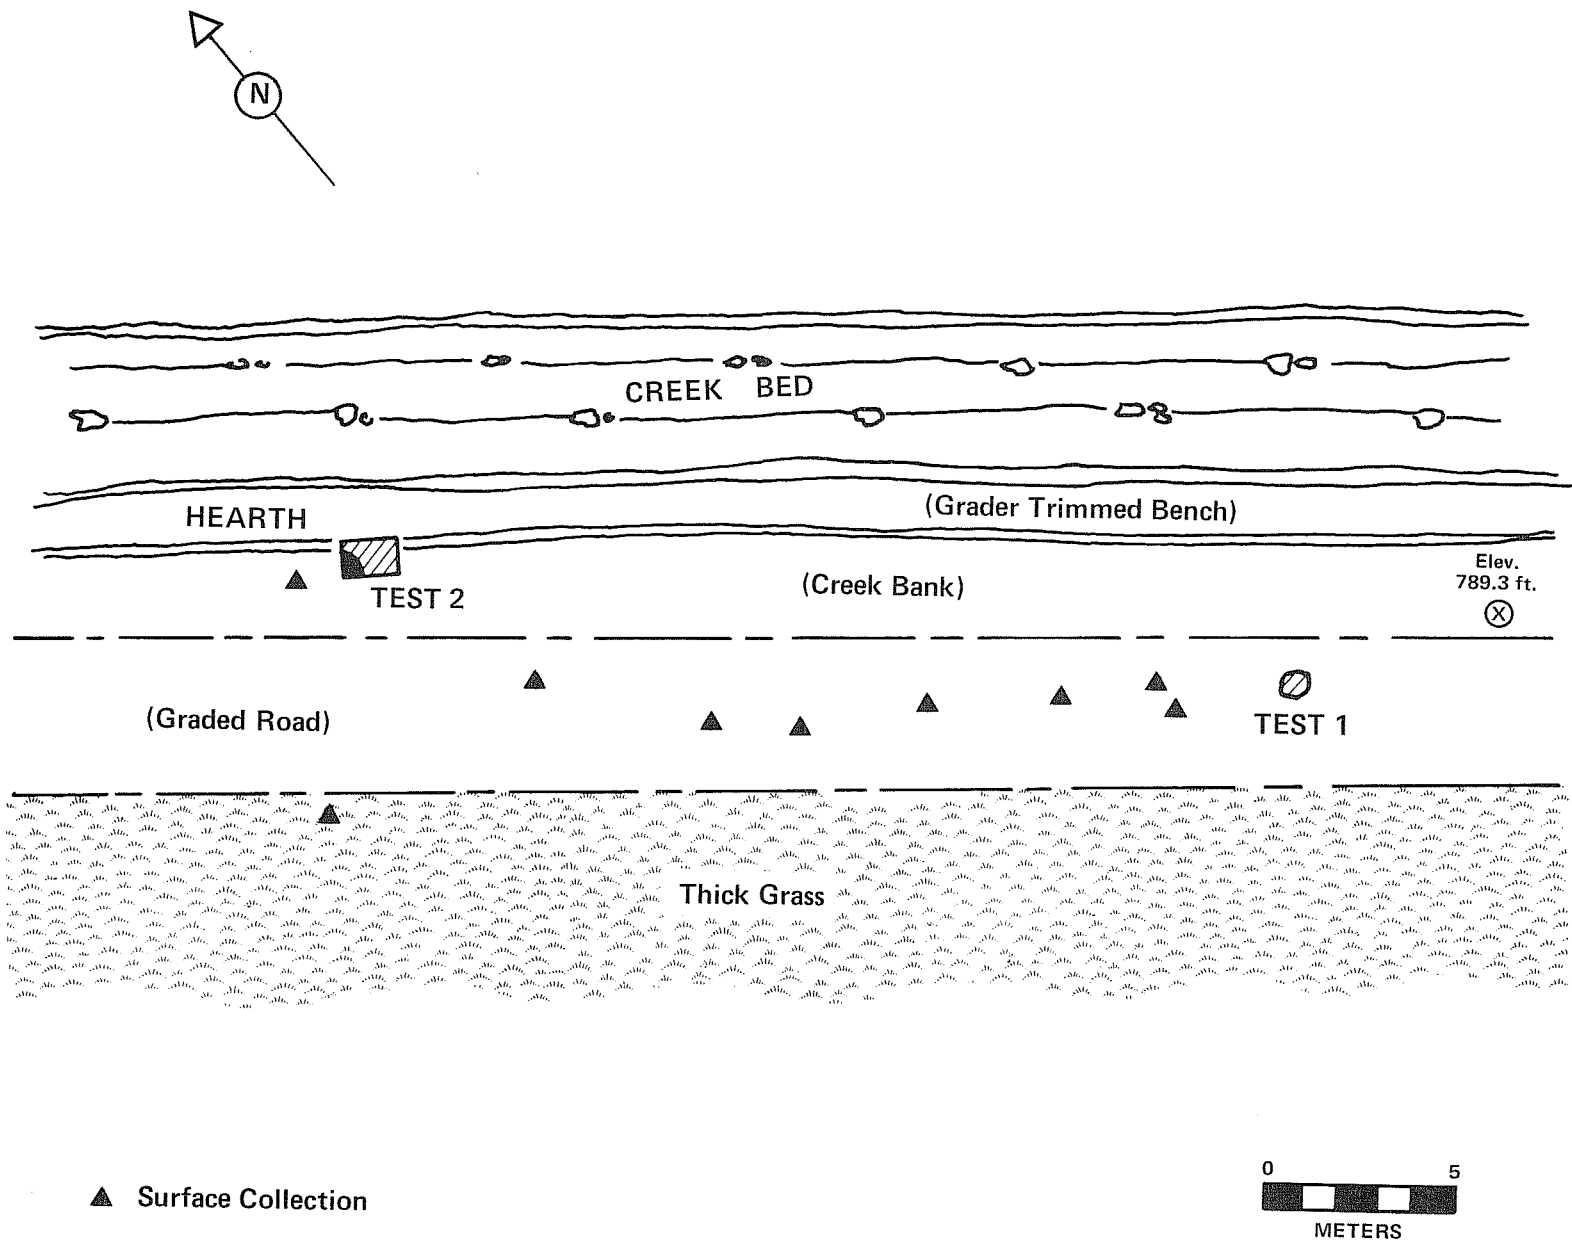 N
CREEK BED
(Grader Trimmed Bench)
HEARTH
Elev.
789.3 ft.
X
(Creek Bank)
TEST 2
(Graded Road)
TEST 1
Thick Grass
Surface Collection
0 5
METERS